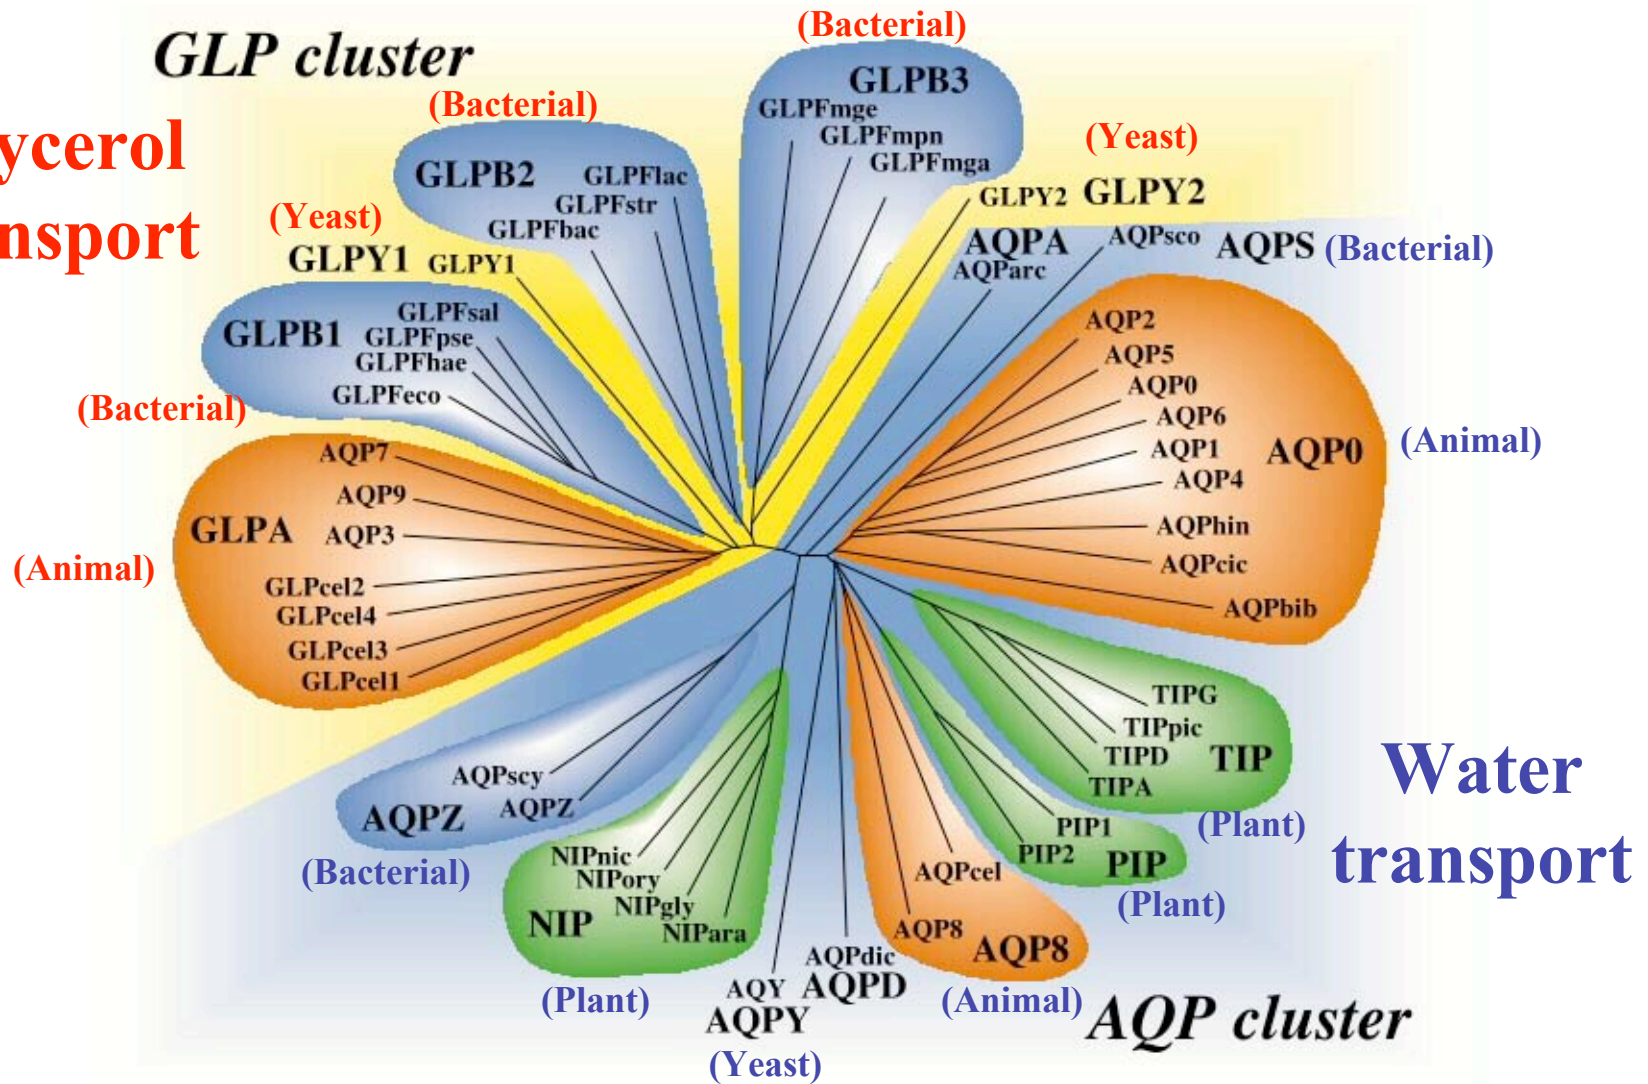 (Bacterial)
GLP cluster
GLPB3
(Bacterial)
GLPFmge
ycerol
nsport
GLPFmpn
(Yeast)
GLPFmga
GLPB2
GLPFlac
GLPFstr
GLPFbac
GLPY2
GLPY2
(Yeast)
GLPY1
GLPY1
AQPA
AQParc
AQPsco
AQPS
(Bacterial)
GLPB1
GLPFsal
GLPFpse
GLPFhae
GLPFeco
(Bacterial)
AQP2
AQP5
AQP0
AQP6
AQP1
AQP4
AQPhin
AQPcic
AQPbib
AQP0
(Animal)
AQP7
AQP9
GLPA
AQP3
(Animal)
GLPcel2
GLPcel4
GLPcel3
GLPcel1
TIPG
TIPpic
TIPD
TIPA
TIP
(Plant)
Water
transport
AQPscy
AQPZ
AQPZ
(Bacterial)
PIP1
PIP2
PIP
(Plant)
NIPnic
NIPory
NIPgly
NIPara
NIP
(Plant)
AQPcel
AQP8
AQP8
(Animal)
AQPdic
AQPD
AQY
AQPY
(Yeast)
AQP cluster